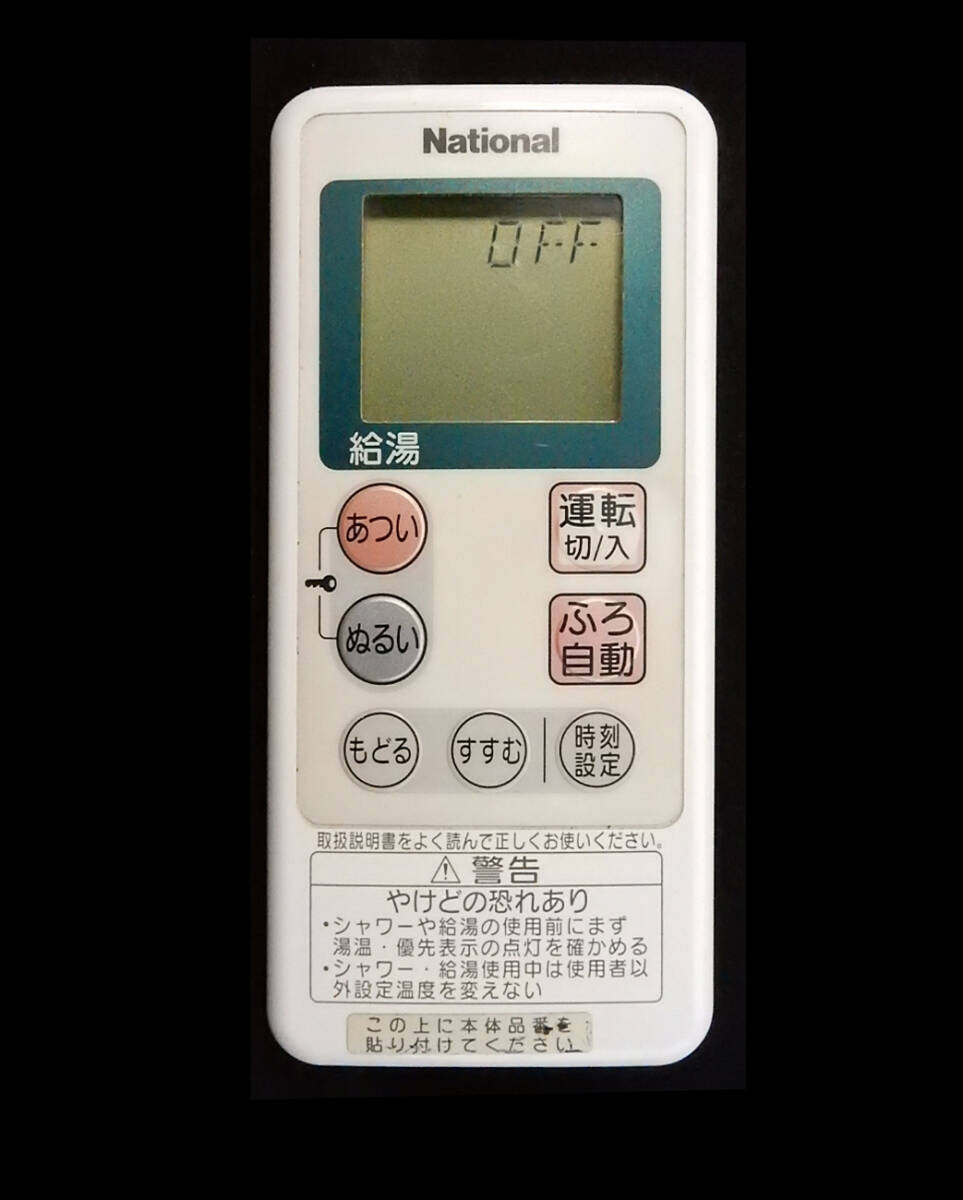 National
OFF
給湯
あつい
運転
切/入
ぬるい
ふろ
自動
もどる
すすむ
時刻
設定
取扱説明書をよく読んで正しくお使いください。
⚠ 警告
やけどの恐れあり
・シャワーや給湯の使用前にまず
湯温・優先表示の点灯を確かめる
・シャワー・給湯使用中は使用者以
外設定温度を変えない
この上に本体品番を
貼り付けてください